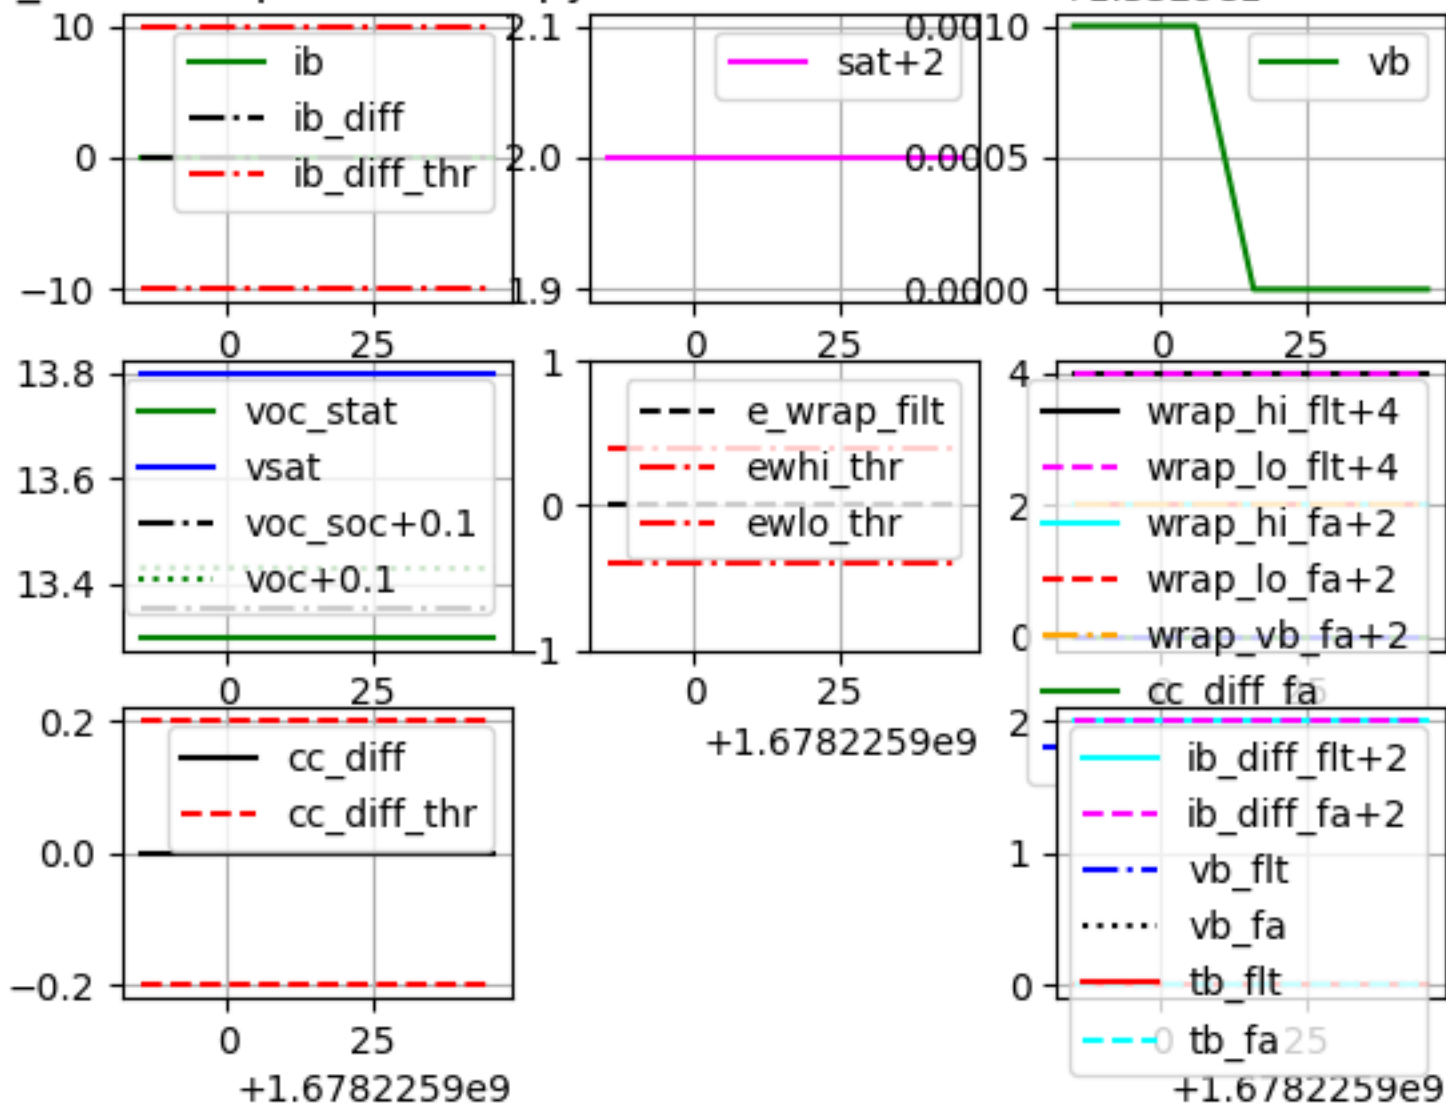 10
0
−10
ib
ib_diff
ib_diff_thr
0
25
2.1
2.0
1.9
sat+2
0
25
0.0010
0.0005
0.0000
vb
0
25
13.8
13.6
13.4
voc_stat
vsat
voc_soc+0.1
voc+0.1
0
25
1
0
−1
e_wrap_filt
ewhi_thr
ewlo_thr
0
25
+1.6782259e9
4
2
0
wrap_hi_flt+4
wrap_lo_flt+4
wrap_hi_fa+2
wrap_lo_fa+2
wrap_vb_fa+2
cc_diff_fa
0.2
0.0
−0.2
cc_diff
cc_diff_thr
0
25
+1.6782259e9
2
1
0
ib_diff_flt+2
ib_diff_fa+2
vb_flt
vb_fa
tb_flt
tb_fa
0
25
+1.6782259e9